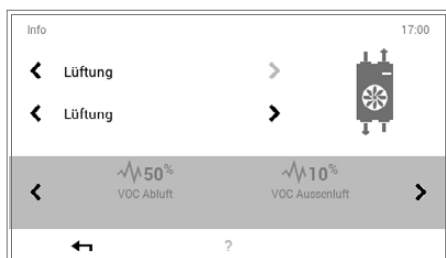 Info 17:00
Lüftung
Lüftung
50% 10%
VOC Abluft VOC Aussenluft
?